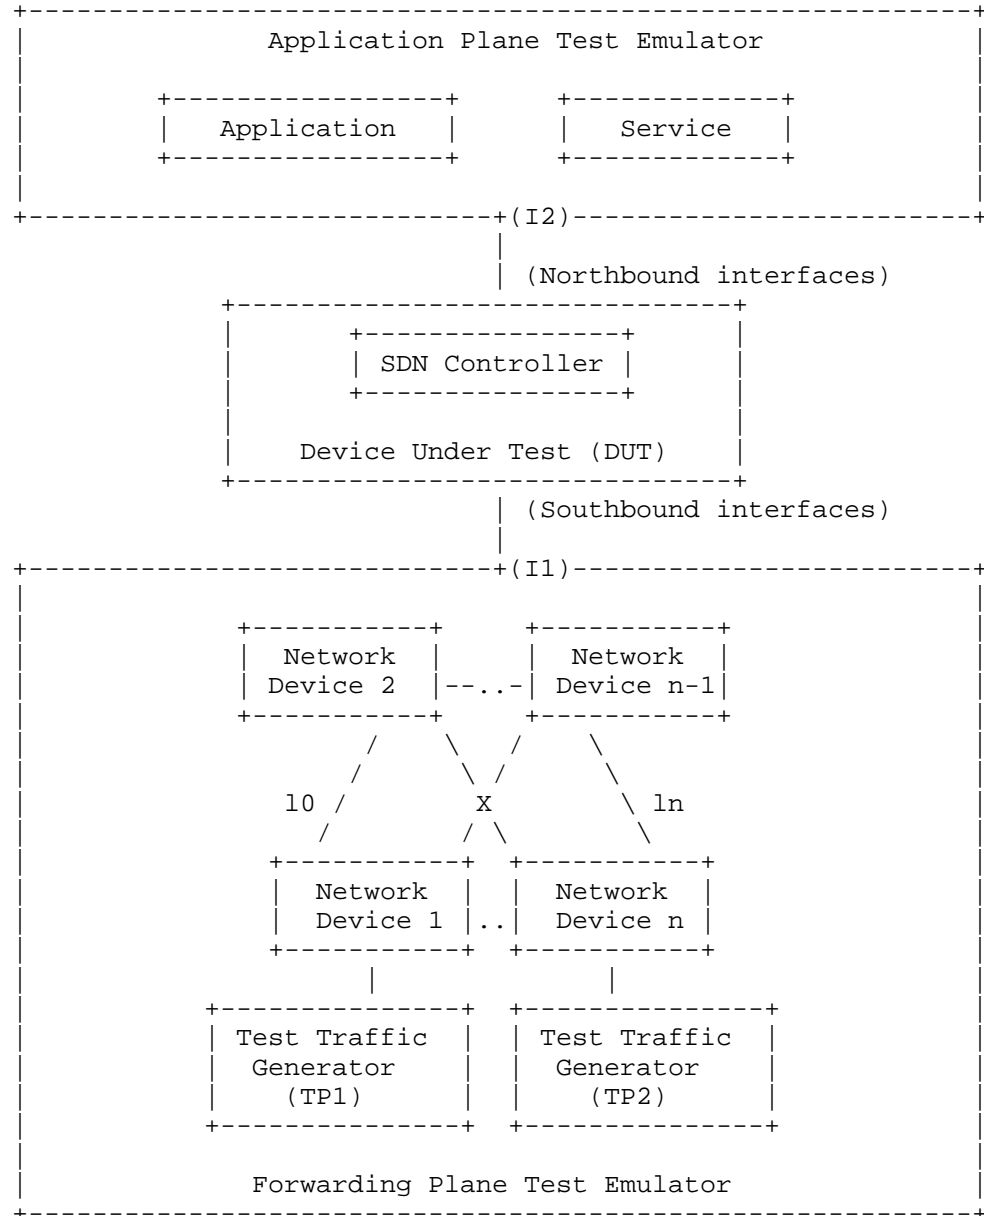 Application Plane Test Emulator
Application Service
(I2)
(Northbound interfaces)
SDN Controller
Device Under Test (DUT)
(Southbound interfaces)
(I1)
Network Network
Device 2 --..- Device n-1
l0 X ln
Network Network
Device 1 .. Device n
Test Traffic Test Traffic
Generator Generator
(TP1) (TP2)
Forwarding Plane Test Emulator